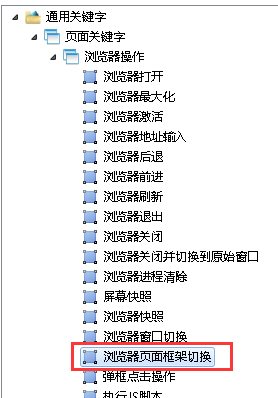 通用关键字
页面关键字
浏览器操作
浏览器打开
浏览器最大化
浏览器激活
浏览器地址输入
浏览器后退
浏览器前进
浏览器刷新
浏览器退出
浏览器关闭
浏览器关闭并切换到原始窗口
浏览器进程清除
屏幕快照
浏览器快照
浏览器窗口切换
浏览器页面框架切换
弹框点击操作
执行JS脚本